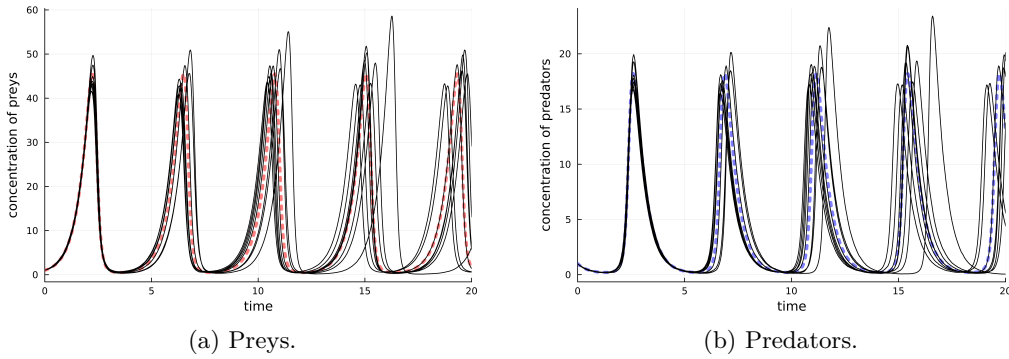 60
50
40
30
20
10
0
concentration of preys
0 5 10 15 20
time
(a) Preys.
20
15
10
5
0
concentration of predators
0 5 10 15 20
time
(b) Predators.